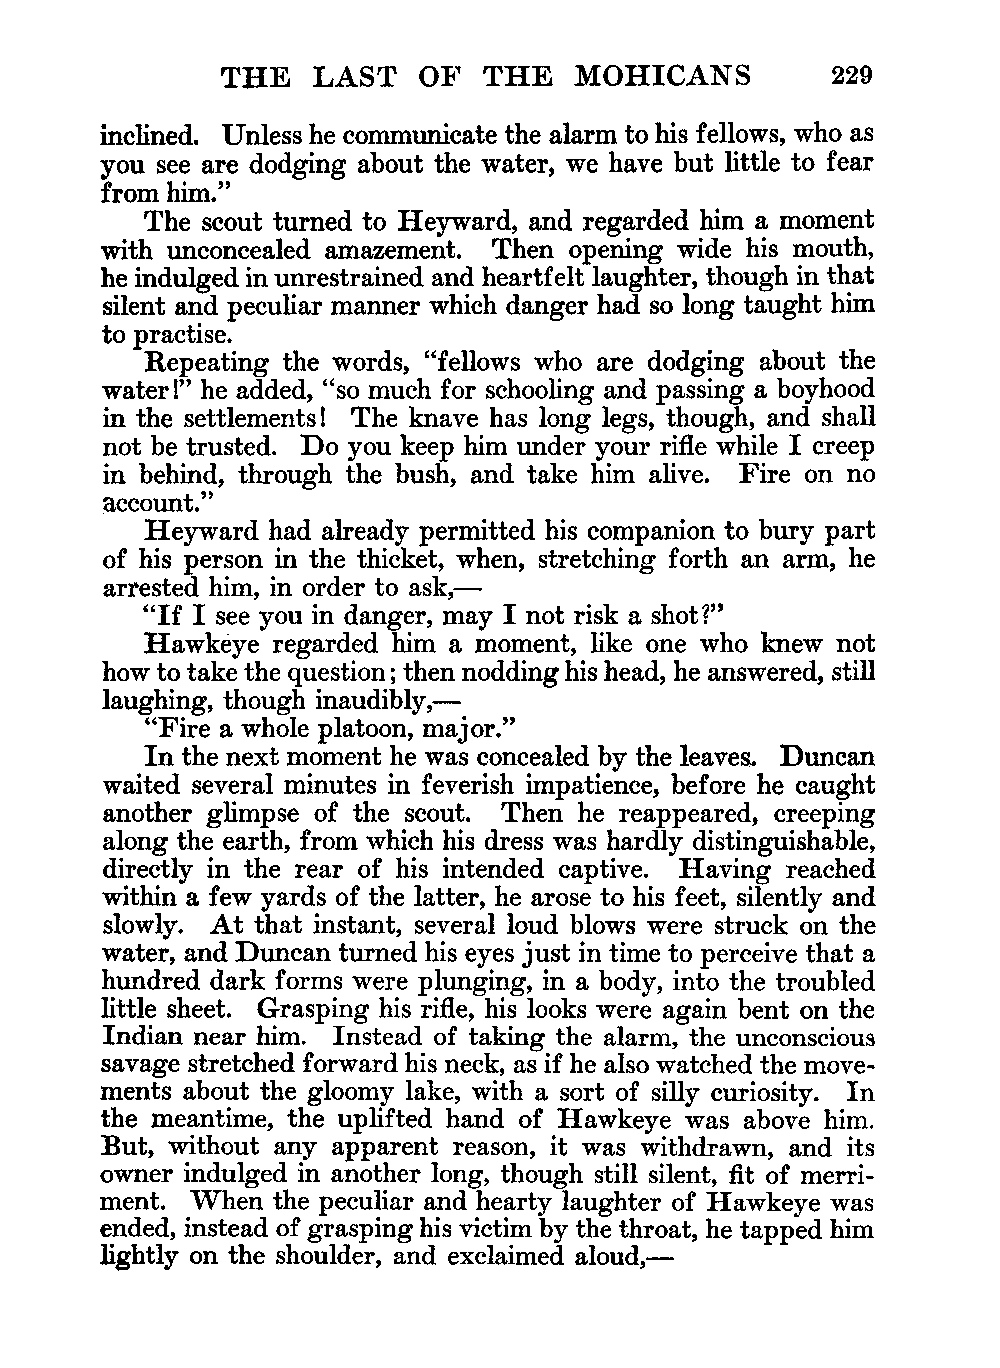 THE LAST OF THE MOHICANS 229
inclined. Unless he communicate the alarm to his fellows, who as
you see are dodging about the water, we have but little to fear
from him.”
The scout turned to Heyward, and regarded him a moment
with unconcealed amazement. Then opening wide his mouth,
he indulged in unrestrained and heartfelt laughter, though in that
silent and peculiar manner which danger had so long taught him
to practise.
Repeating the words, “fellows who are dodging about the
water!” he added, “so much for schooling and passing a boyhood
in the settlements! The knave has long legs, though, and shall
not be trusted. Do you keep him under your rifle while I creep
in behind, through the bush, and take him alive. Fire on no
account.”
Heyward had already permitted his companion to bury part
of his person in the thicket, when, stretching forth an arm, he
arrested him, in order to ask,—
“If I see you in danger, may I not risk a shot?”
Hawkeye regarded him a moment, like one who knew not
how to take the question; then nodding his head, he answered, still
laughing, though inaudibly,—
“Fire a whole platoon, major.”
In the next moment he was concealed by the leaves. Duncan
waited several minutes in feverish impatience, before he caught
another glimpse of the scout. Then he reappeared, creeping
along the earth, from which his dress was hardly distinguishable,
directly in the rear of his intended captive. Having reached
within a few yards of the latter, he arose to his feet, silently and
slowly. At that instant, several loud blows were struck on the
water, and Duncan turned his eyes just in time to perceive that a
hundred dark forms were plunging, in a body, into the troubled
little sheet. Grasping his rifle, his looks were again bent on the
Indian near him. Instead of taking the alarm, the unconscious
savage stretched forward his neck, as if he also watched the move-
ments about the gloomy lake, with a sort of silly curiosity. In
the meantime, the uplifted hand of Hawkeye was above him.
But, without any apparent reason, it was withdrawn, and its
owner indulged in another long, though still silent, fit of merri-
ment. When the peculiar and hearty laughter of Hawkeye was
ended, instead of grasping his victim by the throat, he tapped him
lightly on the shoulder, and exclaimed aloud,—